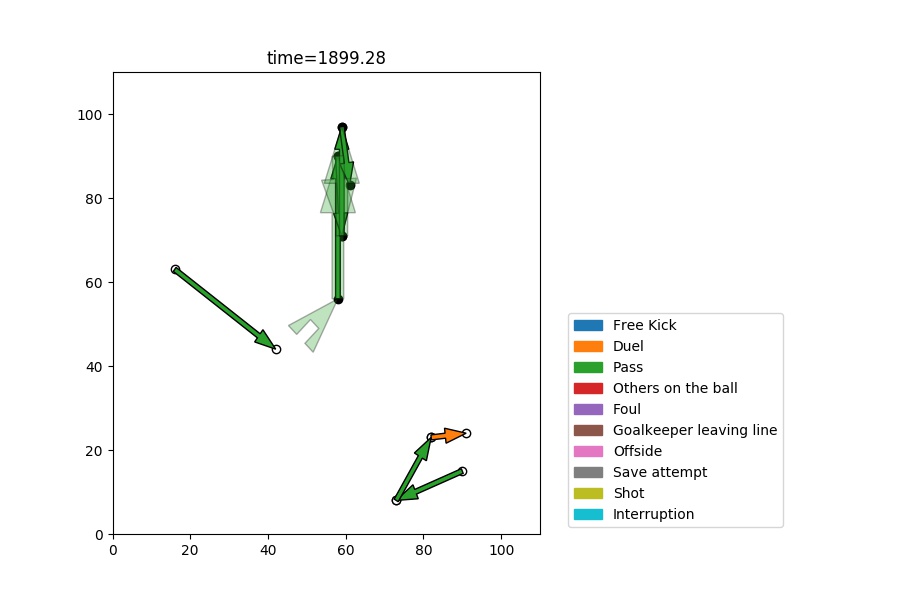 time=1899.28
100
80
60
40
20
0
0 20 40 60 80 100
Free Kick
Duel
Pass
Others on the ball
Foul
Goalkeeper leaving line
Offside
Save attempt
Shot
Interruption